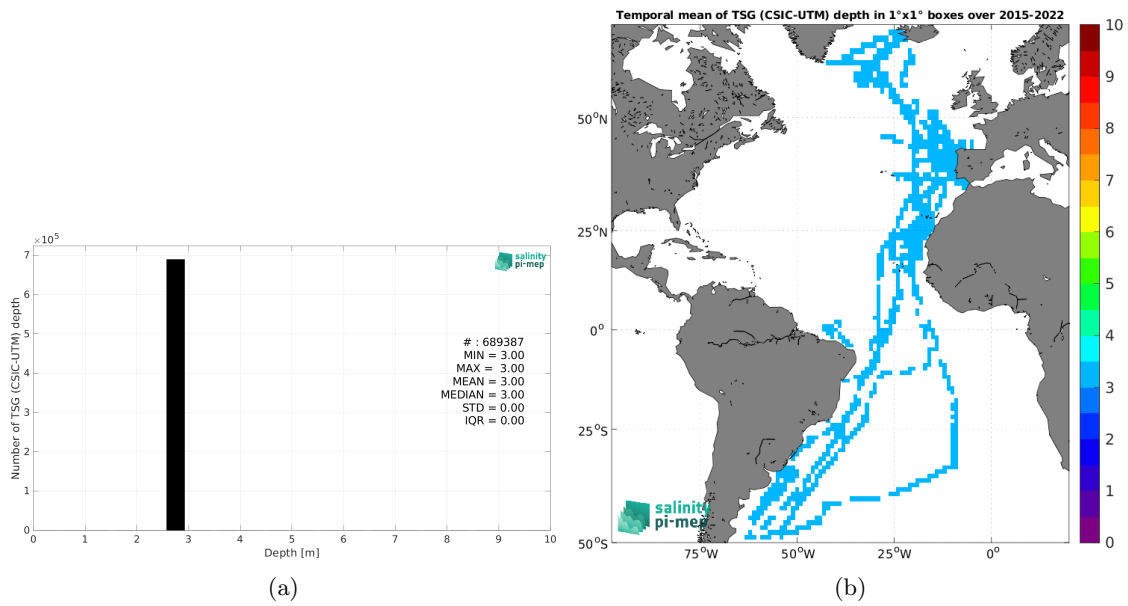 ×10⁵
7
6
5
4
3
2
1
0
0 1 2 3 4 5 6 7 8 9 10
Number of TSG (CSIC-UTM) depth
Depth [m]
salinity
pi-mep
# : 689387
MIN = 3.00
MAX = 3.00
MEAN = 3.00
MEDIAN = 3.00
STD = 0.00
IQR = 0.00
(a)
Temporal mean of TSG (CSIC-UTM) depth in 1°x1° boxes over 2015-2022
50°N
25°N
0°
25°S
50°S
75°W 50°W 25°W 0°
salinity
pi-mep
10
9
8
7
6
5
4
3
2
1
0
(b)